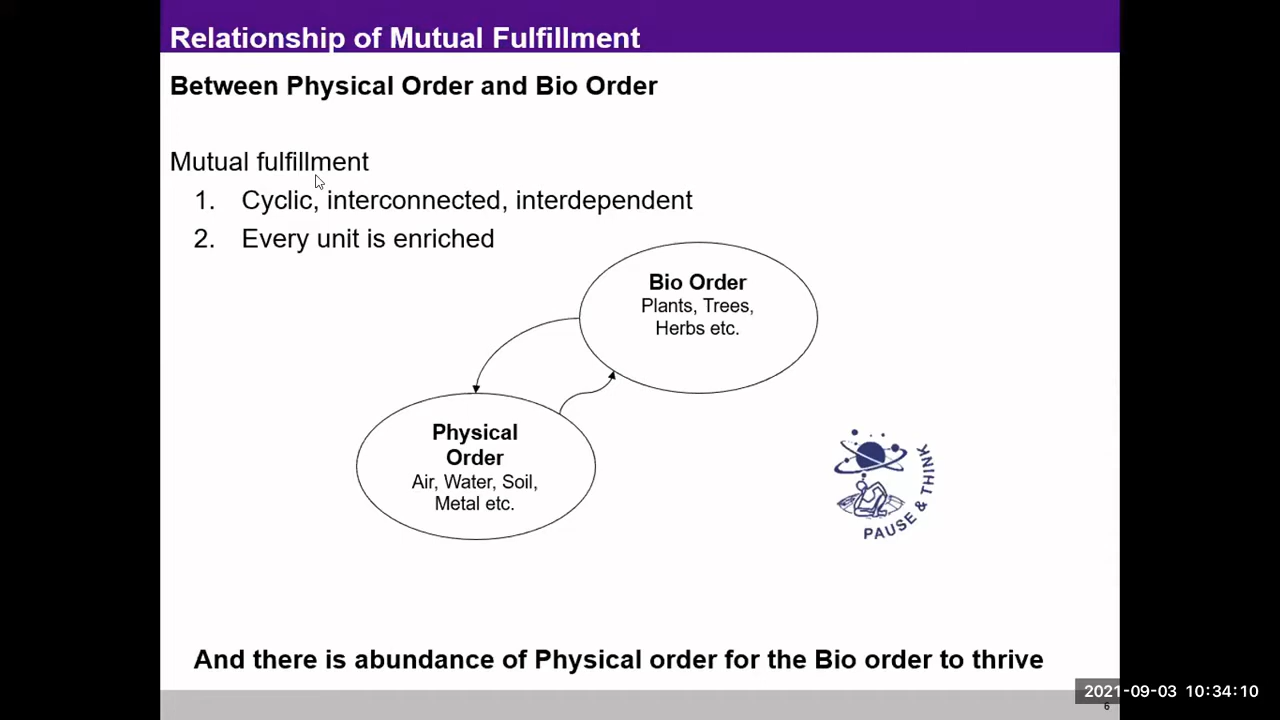 Relationship of Mutual Fulfillment
Between Physical Order and Bio Order
Mutual fulfillment
1. Cyclic, interconnected, interdependent
2. Every unit is enriched
Bio Order
Plants, Trees,
Herbs etc.
Physical
Order
Air, Water, Soil,
Metal etc.
PAUSE & THINK
And there is abundance of Physical order for the Bio order to thrive
2021-09-03 10:34:10
6